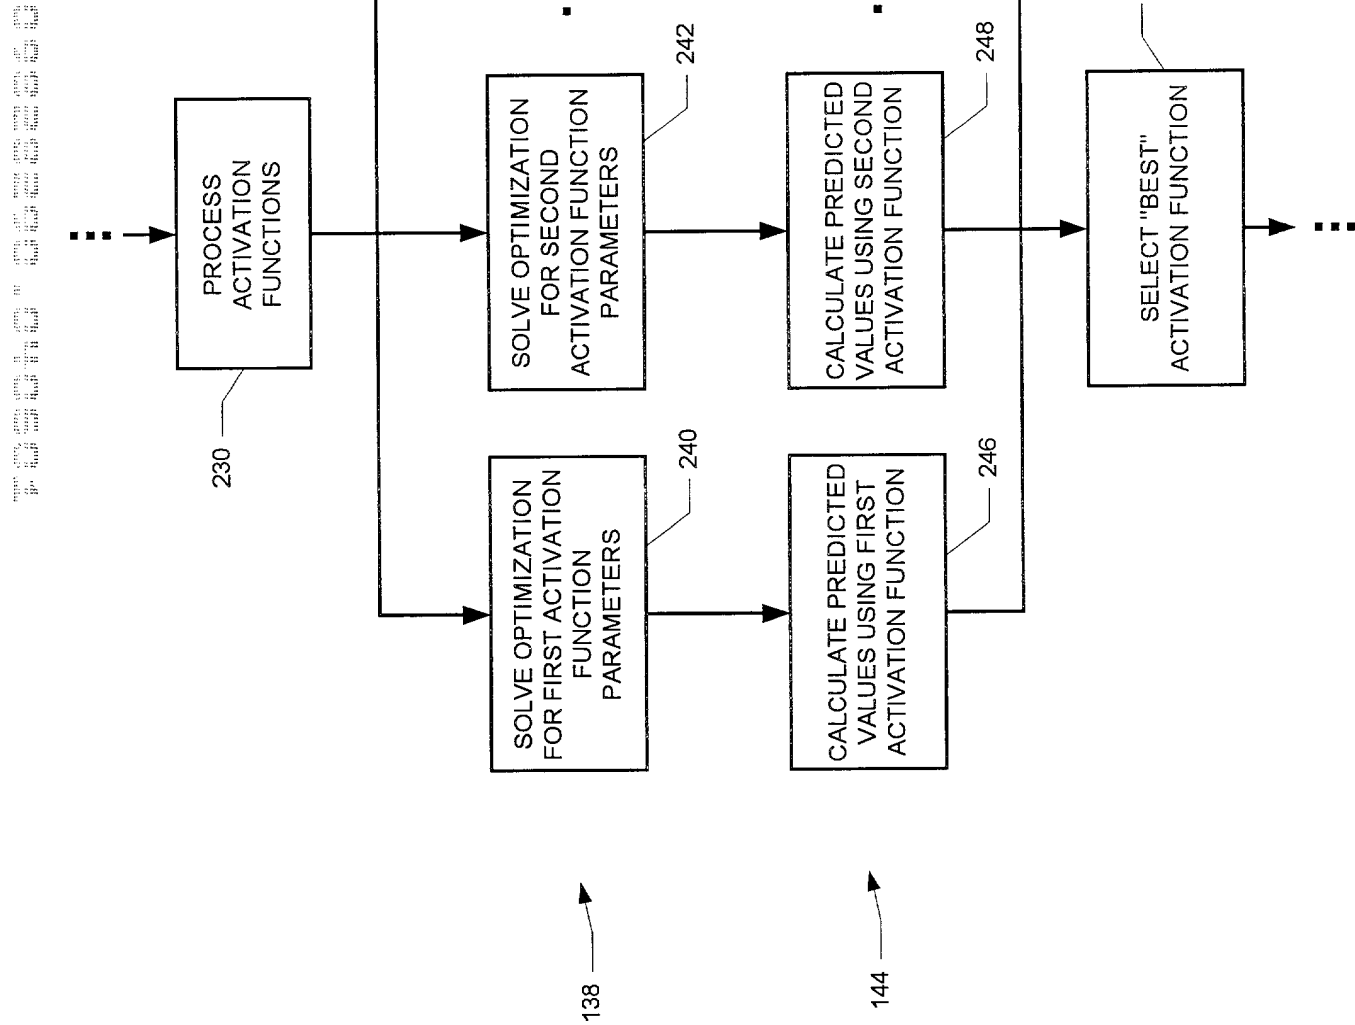 PROCESS
ACTIVATION
FUNCTIONS
230
SOLVE OPTIMIZATION
FOR FIRST ACTIVATION
FUNCTION
PARAMETERS
240
SOLVE OPTIMIZATION
FOR SECOND
ACTIVATION FUNCTION
PARAMETERS
242
138
CALCULATE PREDICTED
VALUES USING FIRST
ACTIVATION FUNCTION
246
CALCULATE PREDICTED
VALUES USING SECOND
ACTIVATION FUNCTION
248
144
SELECT "BEST"
ACTIVATION FUNCTION